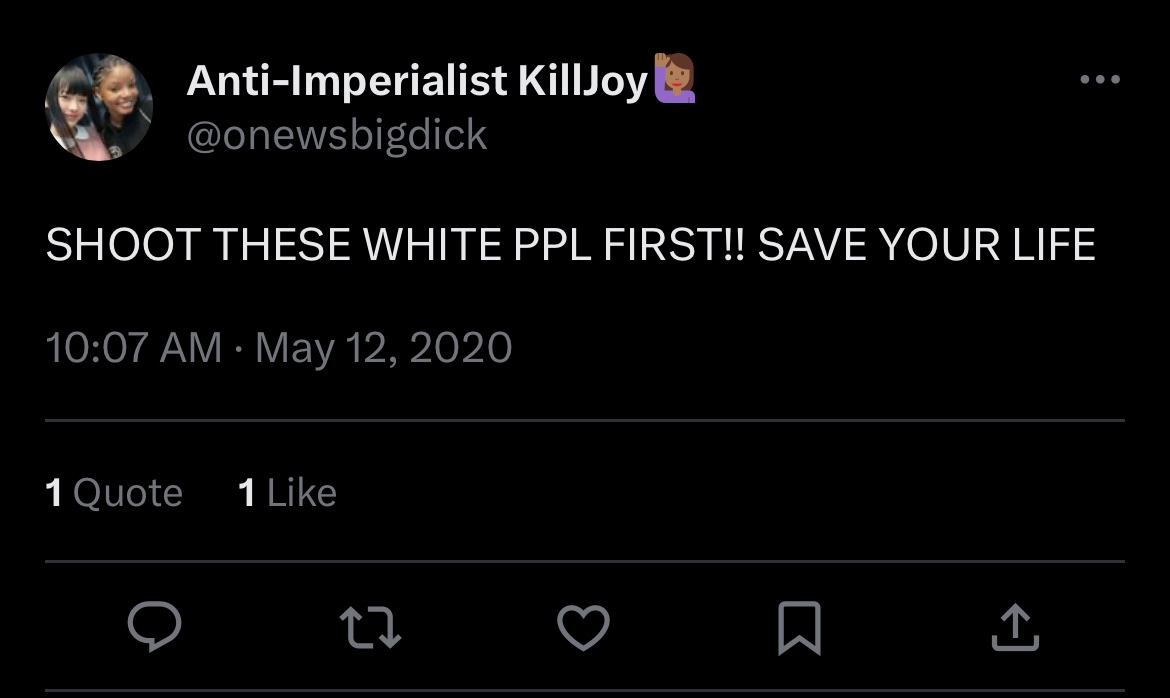 Anti-Imperialist KillJoy🙋🏽‍♀️
@onewsbigdick
SHOOT THESE WHITE PPL FIRST!! SAVE YOUR LIFE
10:07 AM · May 12, 2020
1 Quote 1 Like